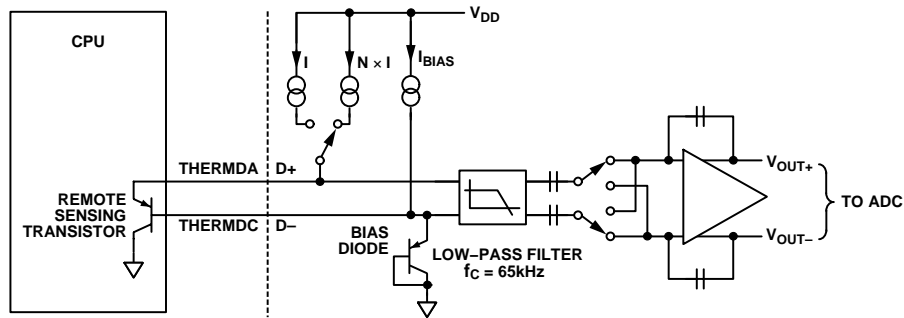 CPU
V_DD
I
N × I
I_BIAS
THERMDA
D+
REMOTE
SENSING
TRANSISTOR
THERMDC
D−
BIAS
DIODE
LOW−PASS FILTER
f_C = 65kHz
V_OUT+
TO ADC
V_OUT−